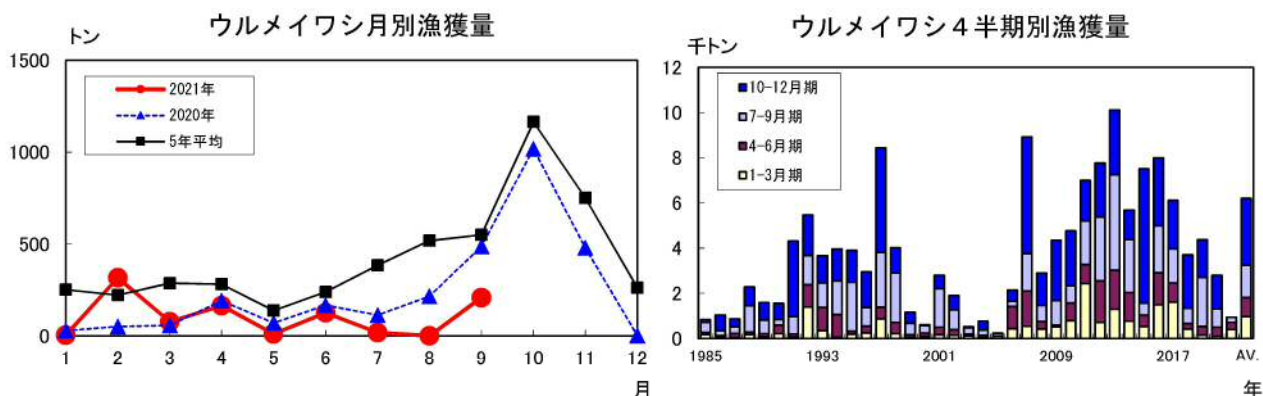 ウルメイワシ月別漁獲量
トン
1500
1000
500
0
2021年
2020年
5年平均
1 2 3 4 5 6 7 8 9 10 11 12
月
ウルメイワシ4半期別漁獲量
千トン
12
10
8
6
4
2
0
10-12月期
7-9月期
4-6月期
1-3月期
1985 1993 2001 2009 2017 AV.
年